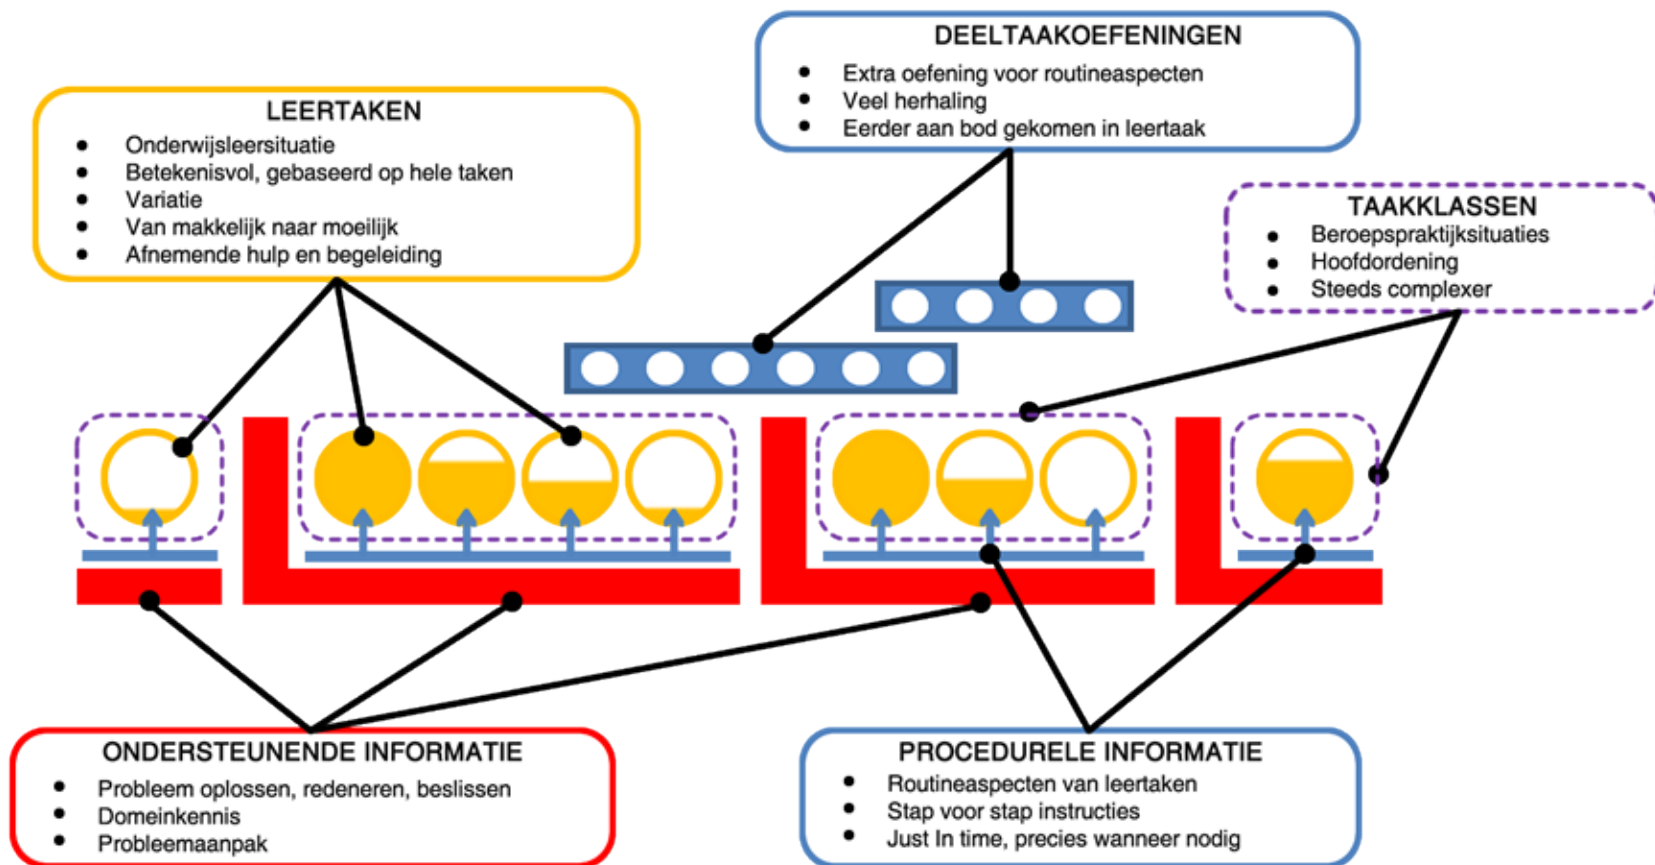 DEELTAAKOEFENINGEN
• Extra oefening voor routineaspecten
• Veel herhaling
• Eerder aan bod gekomen in leertaak
LEERTAKEN
• Onderwijsleersituatie
• Betekenisvol, gebaseerd op hele taken
• Variatie
• Van makkelijk naar moeilijk
• Afnemende hulp en begeleiding
TAAKKLASSEN
• Beroepspraktijksituaties
• Hoofdordening
• Steeds complexer
ONDERSTEUNENDE INFORMATIE
• Probleem oplossen, redeneren, beslissen
• Domeinkennis
• Probleemaanpak
PROCEDURELE INFORMATIE
• Routineaspecten van leertaken
• Stap voor stap instructies
• Just In time, precies wanneer nodig